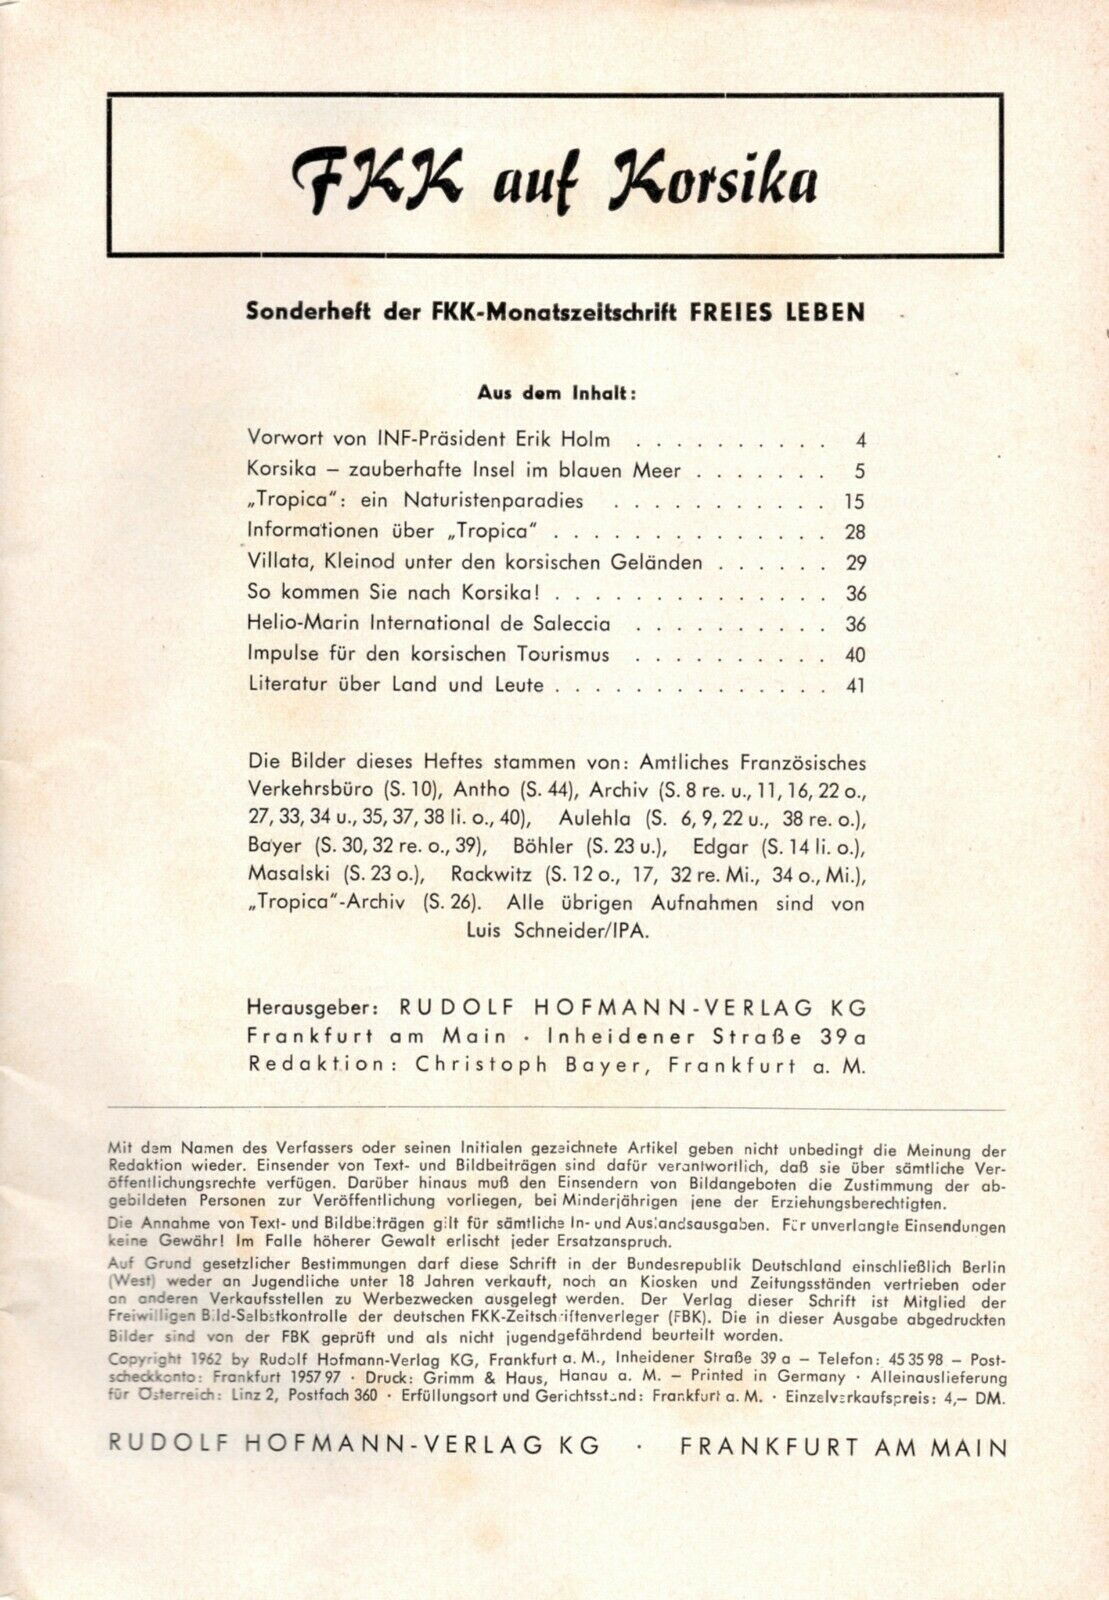 FKK auf Korsika
Sonderheft der FKK-Monatszeitschrift FREIES LEBEN
Aus dem Inhalt:
Vorwort von INF-Präsident Erik Holm . . . . . . . . . . 4
Korsika – zauberhafte Insel im blauen Meer . . . . . . . 5
„Tropica“: ein Naturistenparadies . . . . . . . . . . . 15
Informationen über „Tropica“ . . . . . . . . . . . . . . 28
Villata, Kleinod unter den korsischen Geländen . . . . . . 29
So kommen Sie nach Korsika! . . . . . . . . . . . . . . 36
Helio-Marin International de Saleccia . . . . . . . . . . 36
Impulse für den korsischen Tourismus . . . . . . . . . . 40
Literatur über Land und Leute . . . . . . . . . . . . . . 41
Die Bilder dieses Heftes stammen von: Amtliches Französisches
Verkehrsbüro (S. 10), Antho (S. 44), Archiv (S. 8 re. u., 11, 16, 22 o.,
27, 33, 34 u., 35, 37, 38 li. o., 40), Aulehla (S. 6, 9, 22 u., 38 re. o.),
Bayer (S. 30, 32 re. o., 39), Böhler (S. 23 u.), Edgar (S. 14 li. o.),
Masalski (S. 23 o.), Rackwitz (S. 12 o., 17, 32 re. Mi., 34 o., Mi.),
„Tropica“-Archiv (S. 26). Alle übrigen Aufnahmen sind von
Luis Schneider/IPA.
Herausgeber: RUDOLF HOFMANN-VERLAG KG
Frankfurt am Main · Inheidener Straße 39 a
Redaktion: Christoph Bayer, Frankfurt a. M.
Mit dem Namen des Verfassers oder seinen Initialen gezeichnete Artikel geben nicht unbedingt die Meinung der
Redaktion wieder. Einsender von Text- und Bildbeiträgen sind dafür verantwortlich, daß sie über sämtliche Ver-
öffentlichungsrechte verfügen. Darüber hinaus muß den Einsendern von Bildangeboten die Zustimmung der ab-
gebildeten Personen zur Veröffentlichung vorliegen, bei Minderjährigen jene der Erziehungsberechtigten.
Die Annahme von Text- und Bildbeiträgen gilt für sämtliche In- und Auslandsausgaben. Für unverlangte Einsendungen
keine Gewähr! Im Falle höherer Gewalt erlischt jeder Ersatzanspruch.
Auf Grund gesetzlicher Bestimmungen darf diese Schrift in der Bundesrepublik Deutschland einschließlich Berlin
(West) weder an Jugendliche unter 18 Jahren verkauft, noch an Kiosken und Zeitungsständen vertrieben oder
an anderen Verkaufsstellen zu Werbezwecken ausgelegt werden. Der Verlag dieser Schrift ist Mitglied der
Freiwilligen Bild-Selbstkontrolle der deutschen FKK-Zeitschriftenverleger (FBK). Die in dieser Ausgabe abgedruckten
Bilder sind von der FBK geprüft und als nicht jugendgefährdend beurteilt worden.
Copyright 1962 by Rudolf Hofmann-Verlag KG, Frankfurt a. M., Inheidener Straße 39 a – Telefon: 45 35 98 – Post-
scheckkonto: Frankfurt 1957 97 · Druck: Grimm & Haus, Hanau a. M. – Printed in Germany · Alleinauslieferung
für Österreich: Linz 2, Postfach 360 · Erfüllungsort und Gerichtsstand: Frankfurt a. M. · Einzelverkaufspreis: 4,– DM.
RUDOLF HOFMANN-VERLAG KG · FRANKFURT AM MAIN